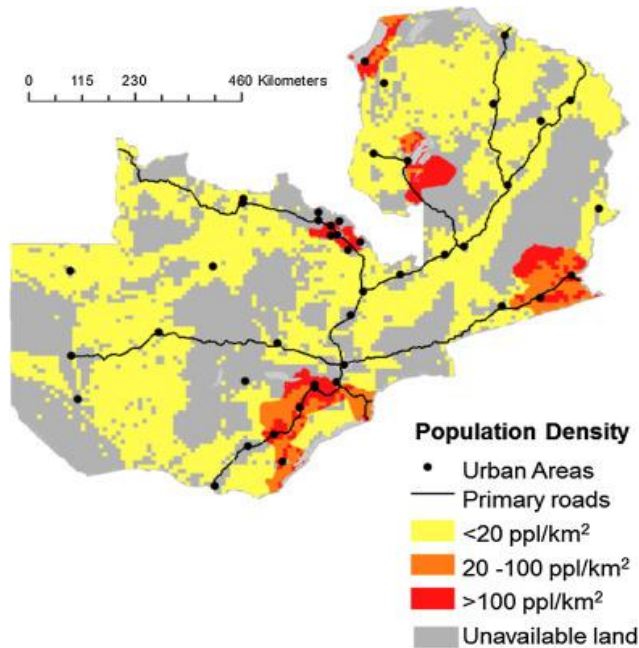 0 115 230 460 Kilometers
Population Density
Urban Areas
Primary roads
<20 ppl/km²
20 -100 ppl/km²
>100 ppl/km²
Unavailable land